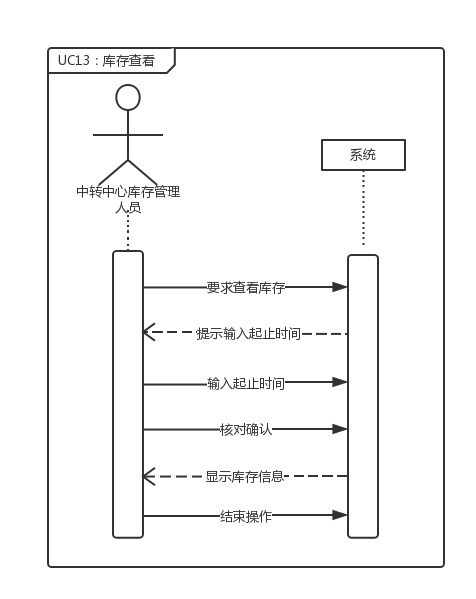 UC13：库存查看
系统
中转中心库存管理
人员
要求查看库存
提示输入起止时间
输入起止时间
核对确认
显示库存信息
结束操作